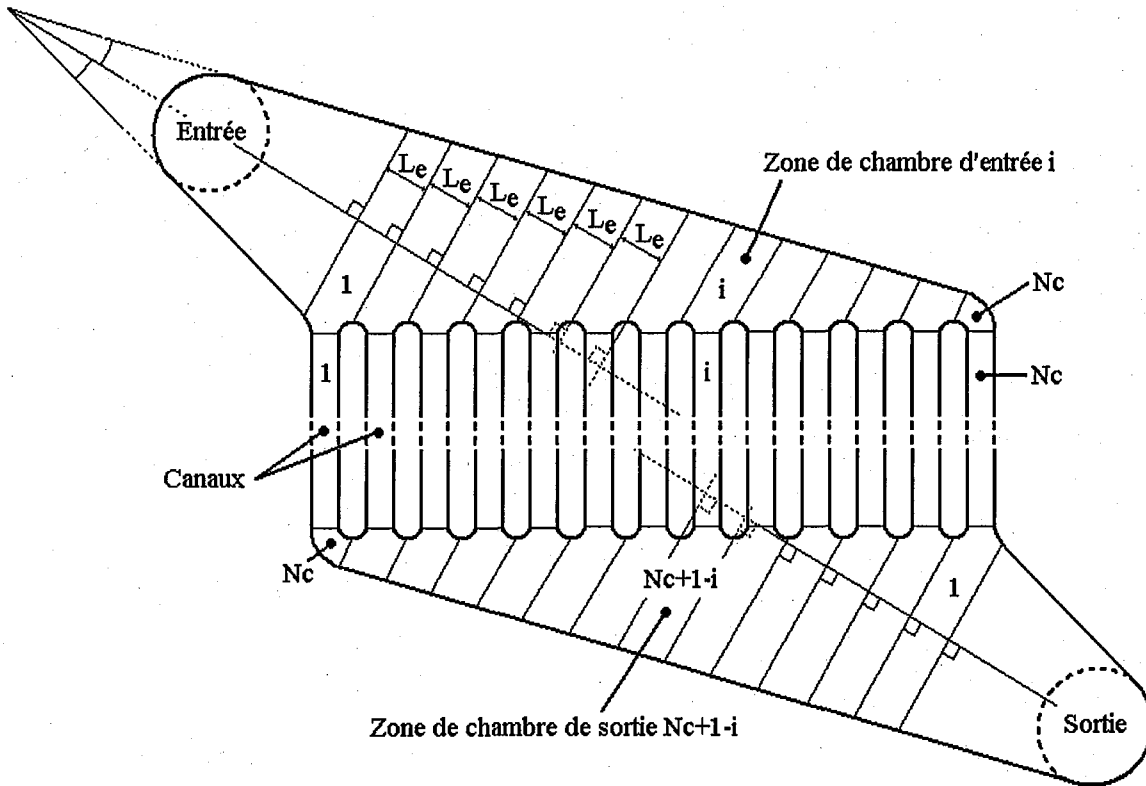 Entrée
Zone de chambre d'entrée i
Le
Le
Le
Le
Le
Le
1
i
Nc
1
i
Nc
Canaux
Nc
Nc+1-i
1
Zone de chambre de sortie Nc+1-i
Sortie